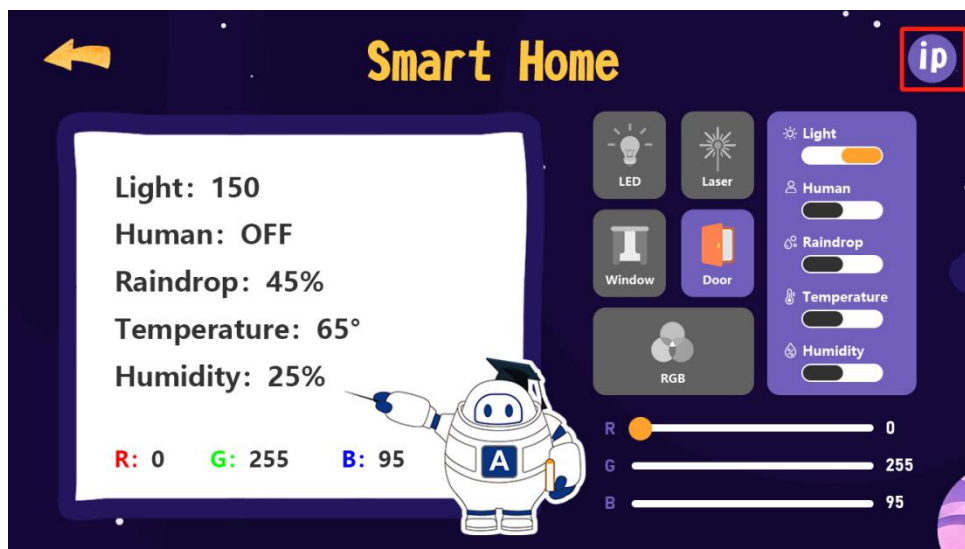 Smart Home
ip
Light: 150
Human: OFF
Raindrop: 45%
Temperature: 65°
Humidity: 25%
R: 0 G: 255 B: 95
A
LED
Laser
Window
Door
RGB
Light
Human
Raindrop
Temperature
Humidity
R 0
G 255
B 95